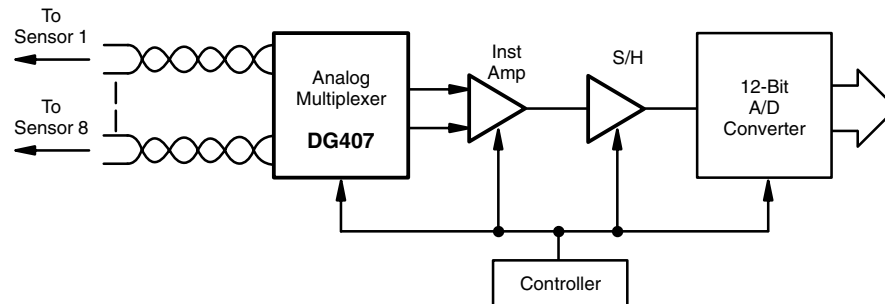 To
Sensor 1
To
Sensor 8
Analog
Multiplexer
DG407
Inst
Amp
S/H
12-Bit
A/D
Converter
Controller